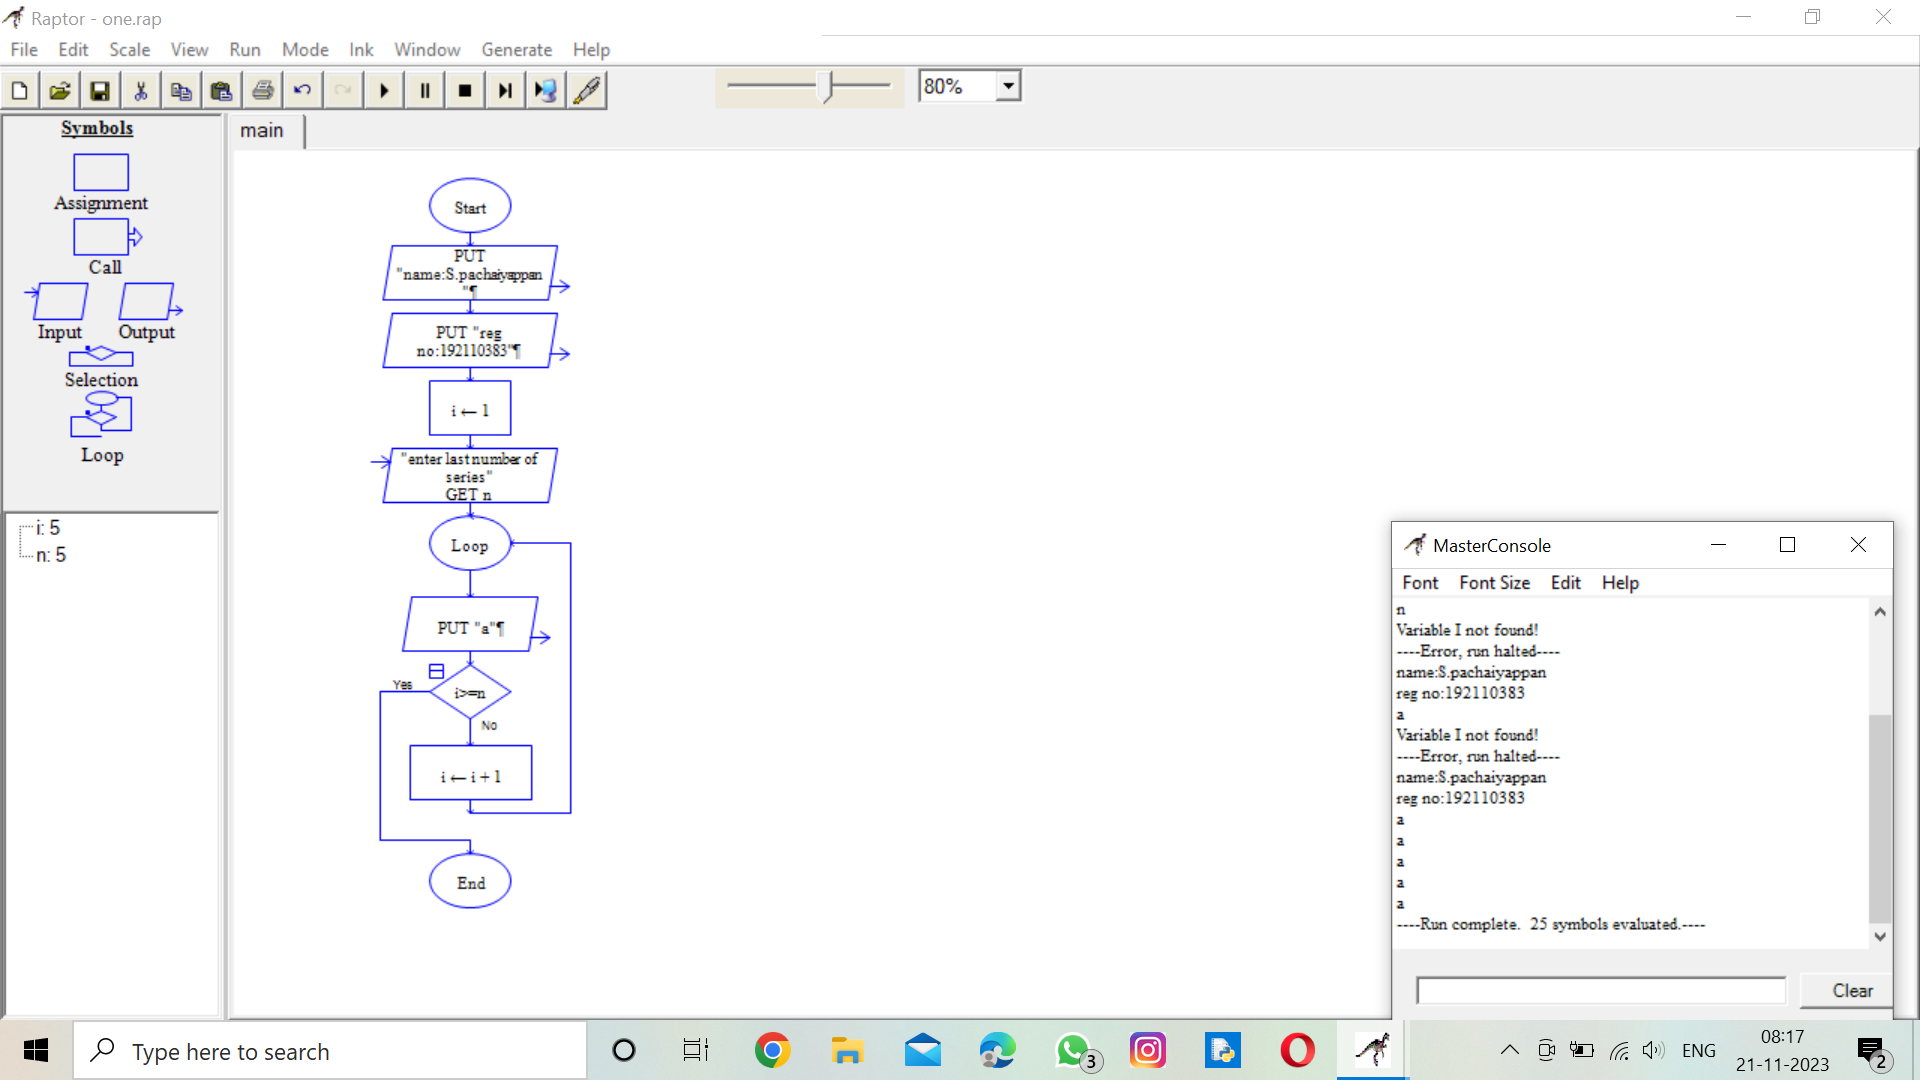 Raptor - one.rap
File Edit Scale View Run Mode Ink Window Generate Help
80%
Symbols
Assignment
Call
Input Output
Selection
Loop
i: 5
n: 5
main
Start
PUT
"name:S.pachaiyappan
"¶
PUT "reg
no:192110383"¶
i ← 1
"enter last number of
series"
GET n
Loop
PUT "a"¶
Yes
i>=n
No
i ← i + 1
End
MasterConsole
Font Font Size Edit Help
n
Variable I not found!
----Error, run halted----
name:S.pachaiyappan
reg no:192110383
a
Variable I not found!
----Error, run halted----
name:S.pachaiyappan
reg no:192110383
a
a
a
a
a
----Run complete.  25 symbols evaluated.----
Clear
Type here to search
3
ENG
08:17
21-11-2023
2